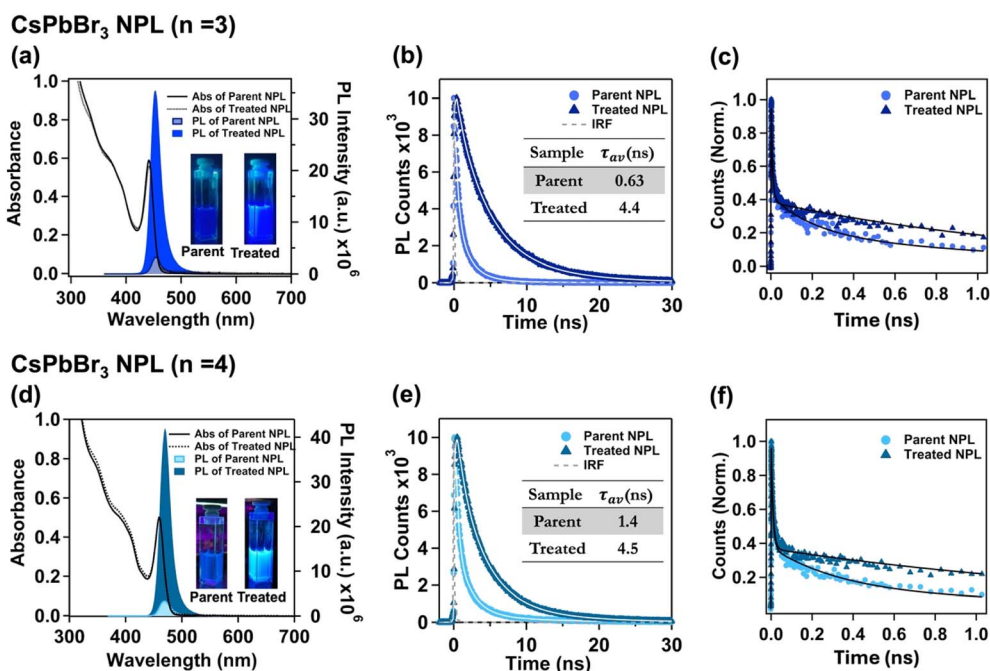 CsPbBr₃ NPL (n =3)
(a)
Abs of Parent NPL
Abs of Treated NPL
PL of Parent NPL
PL of Treated NPL
Parent Treated
Absorbance
1.0
0.8
0.6
0.4
0.2
0.0
PL Intensity (a.u.) x10⁶
30
20
10
0
300 400 500 600 700
Wavelength (nm)
(b)
Parent NPL
Treated NPL
IRF
Sample τav(ns)
Parent 0.63
Treated 4.4
PL Counts x10³
10
8
6
4
2
0
0 10 20 30
Time (ns)
(c)
Parent NPL
Treated NPL
Counts (Norm.)
1.0
0.8
0.6
0.4
0.2
0.0
0.0 0.2 0.4 0.6 0.8 1.0
Time (ns)
CsPbBr₃ NPL (n =4)
(d)
Abs of Parent NPL
Abs of Treated NPL
PL of Parent NPL
PL of Treated NPL
Parent Treated
Absorbance
1.0
0.8
0.6
0.4
0.2
0.0
PL Intensity (a.u.) x10⁶
40
30
20
10
0
300 400 500 600 700
Wavelength (nm)
(e)
Parent NPL
Treated NPL
IRF
Sample τav(ns)
Parent 1.4
Treated 4.5
PL Counts x10³
10
8
6
4
2
0
0 10 20 30
Time (ns)
(f)
Parent NPL
Treated NPL
Counts (Norm.)
1.0
0.8
0.6
0.4
0.2
0.0 0.2 0.4 0.6 0.8 1.0
Time (ns)